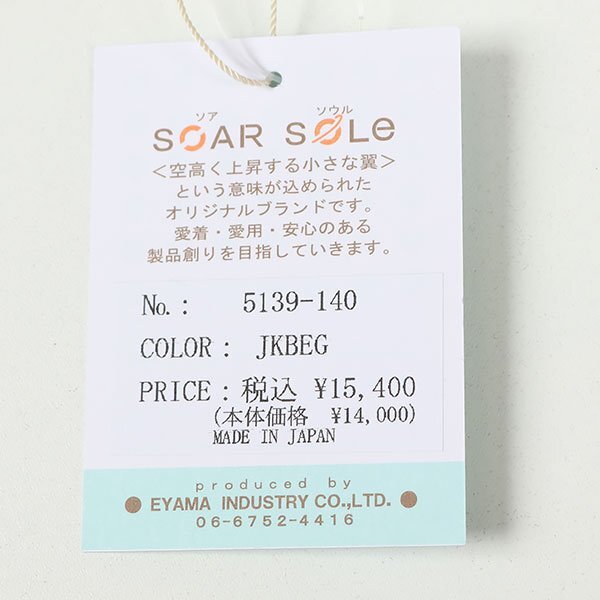 ソア ソウル
SOAR SOLe
＜空高く上昇する小さな翼＞
という意味が込められた
オリジナルブランドです。
愛着・愛用・安心のある
製品創りを目指していきます。
No. : 5139-140
COLOR : JKBEG
PRICE : 税込 ¥15,400
(本体価格 ¥14,000)
MADE IN JAPAN
produced by
● EYAMA INDUSTRY CO.,LTD. ●
06-6752-4416